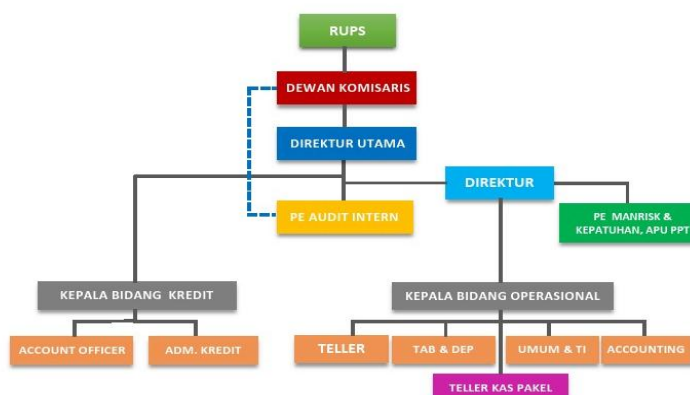 RUPS
DEWAN KOMISARIS
DIREKTUR UTAMA
DIREKTUR
PE AUDIT INTERN
PE MANRISK &
KEPATUHAN, APU PPT
KEPALA BIDANG KREDIT
KEPALA BIDANG OPERASIONAL
ACCOUNT OFFICER
ADM. KREDIT
TELLER
TAB & DEP
UMUM & TI
ACCOUNTING
TELLER KAS PAKEL